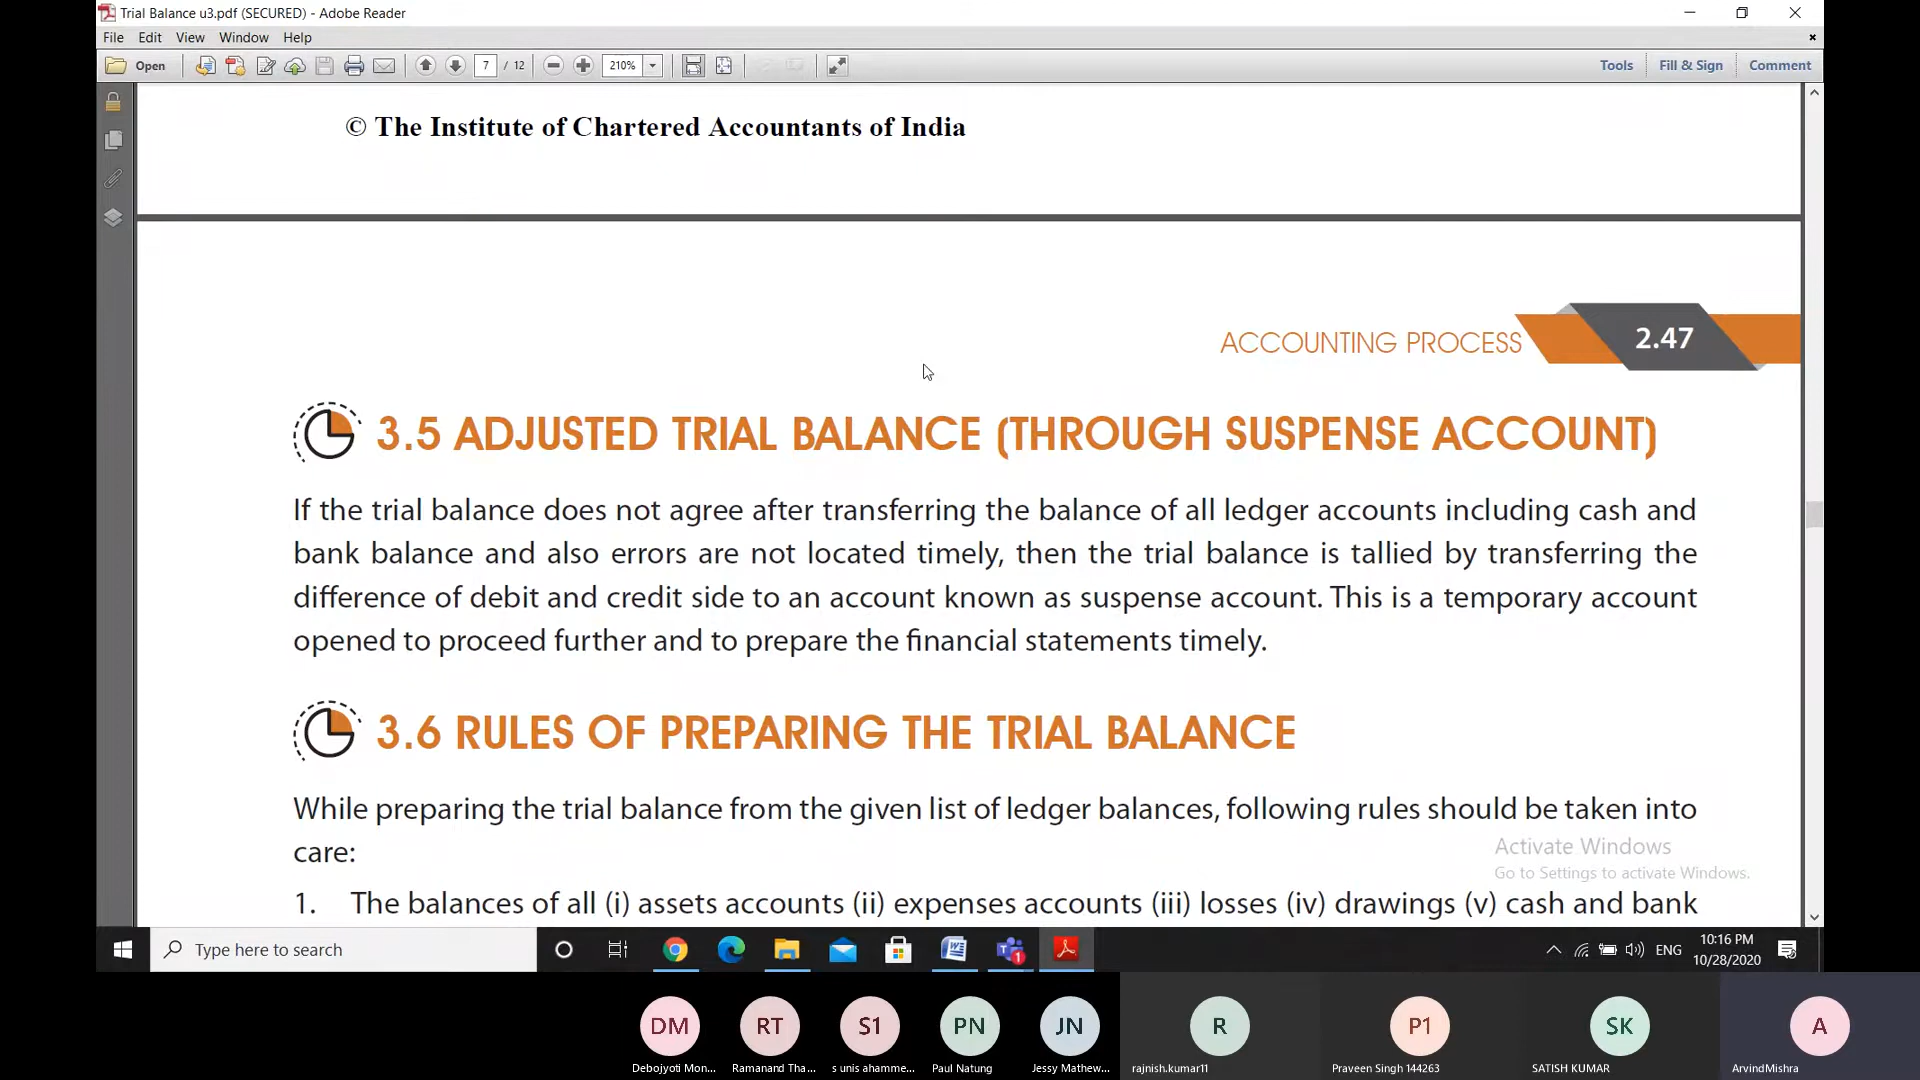 Trial Balance u3.pdf (SECURED) - Adobe Reader
File Edit View Window Help
Open 7 / 12 210% Tools Fill & Sign Comment
© The Institute of Chartered Accountants of India
ACCOUNTING PROCESS 2.47
3.5 ADJUSTED TRIAL BALANCE (THROUGH SUSPENSE ACCOUNT)
If the trial balance does not agree after transferring the balance of all ledger accounts including cash and
bank balance and also errors are not located timely, then the trial balance is tallied by transferring the
difference of debit and credit side to an account known as suspense account. This is a temporary account
opened to proceed further and to prepare the financial statements timely.
3.6 RULES OF PREPARING THE TRIAL BALANCE
While preparing the trial balance from the given list of ledger balances, following rules should be taken into
care:
Activate Windows
Go to Settings to activate Windows.
1. The balances of all (i) assets accounts (ii) expenses accounts (iii) losses (iv) drawings (v) cash and bank
Type here to search
1
ENG
10:16 PM
10/28/2020
DM RT S1 PN JN R P1 SK A
Debojyoti Mon... Ramanand Tha... s unis ahamme... Paul Natung Jessy Mathew... rajnish.kumar11 Praveen Singh 144263 SATISH KUMAR ArvindMishra